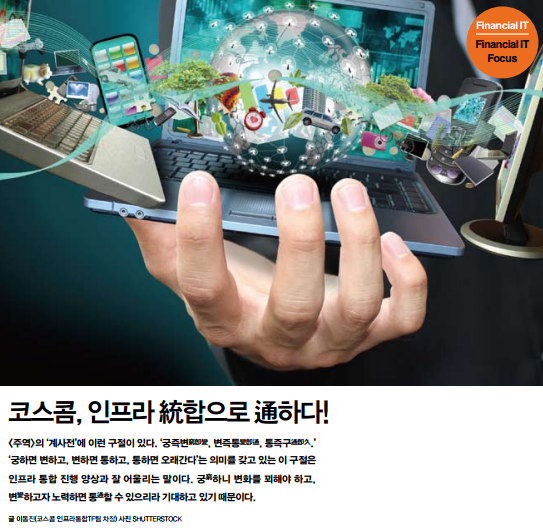 Financial IT
Financial IT
Focus
코스콤, 인프라 統합으로 通하다!
<주역>의 ‘계사전’에 이런 구절이 있다. ‘궁즉변窮卽變, 변즉통變卽通, 통즉구通卽久.’
‘궁하면 변하고, 변하면 통하고, 통하면 오래간다’는 의미를 갖고 있는 이 구절은
인프라 통합 진행 양상과 잘 어울리는 말이다. 궁窮하니 변화를 꾀해야 하고,
변變하고자 노력하면 통通할 수 있으리라 기대하고 있기 때문이다.
글 이동진(코스콤 인프라통합TF팀 차장) 사진 SHUTTERSTOCK